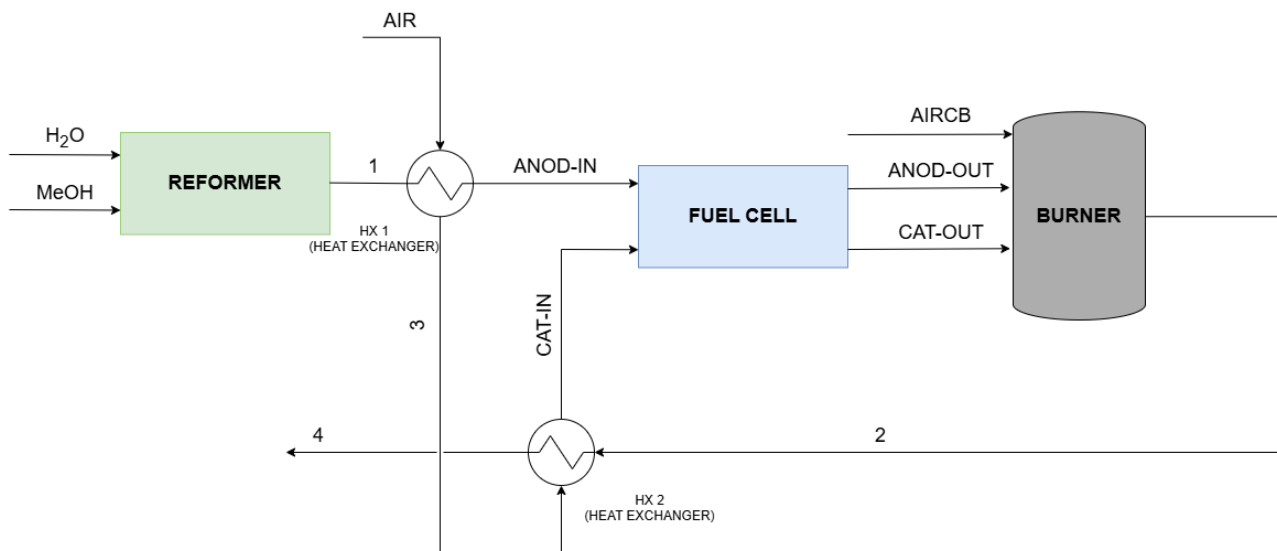 AIR
H₂O
MeOH
REFORMER
1
HX 1
(HEAT EXCHANGER)
ANOD-IN
FUEL CELL
AIRCB
ANOD-OUT
CAT-OUT
BURNER
3
CAT-IN
4
2
HX 2
(HEAT EXCHANGER)